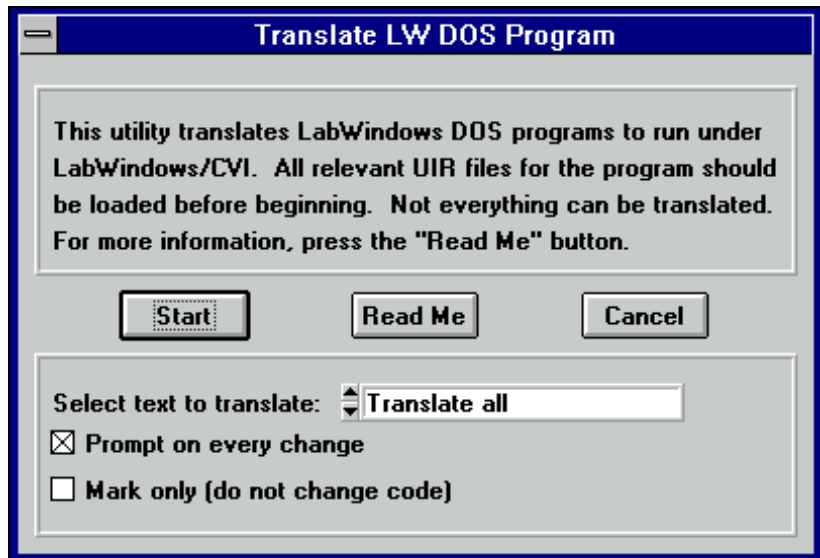 Translate LW DOS Program
This utility translates LabWindows DOS programs to run under
LabWindows/CVI.  All relevant UIR files for the program should
be loaded before beginning.  Not everything can be translated.
For more information, press the "Read Me" button.
Start Read Me Cancel
Select text to translate: Translate all
Prompt on every change
Mark only (do not change code)